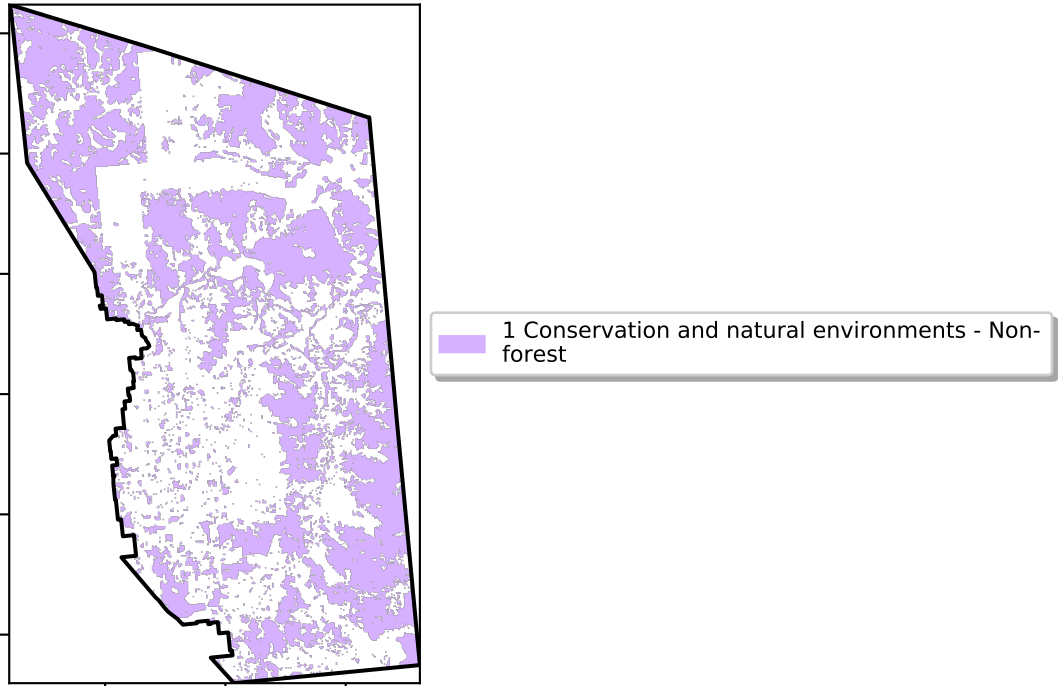 1 Conservation and natural environments - Non-
forest